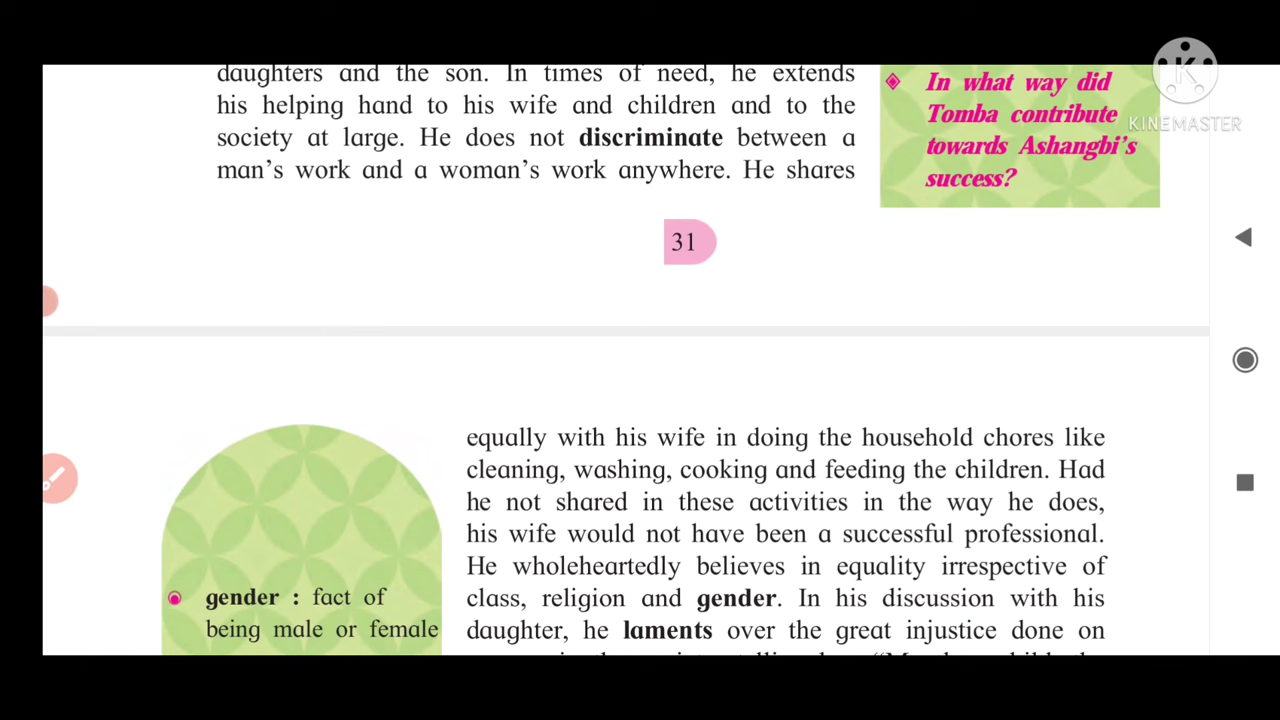 daughters and the son. In times of need, he extends
his helping hand to his wife and children and to the
society at large. He does not discriminate between a
man's work and a woman's work anywhere. He shares
In what way did
Tomba contribute
towards Ashangbi's
success?
K
KINEMASTER
31
gender : fact of
being male or female
equally with his wife in doing the household chores like
cleaning, washing, cooking and feeding the children. Had
he not shared in these activities in the way he does,
his wife would not have been a successful professional.
He wholeheartedly believes in equality irrespective of
class, religion and gender. In his discussion with his
daughter, he laments over the great injustice done on